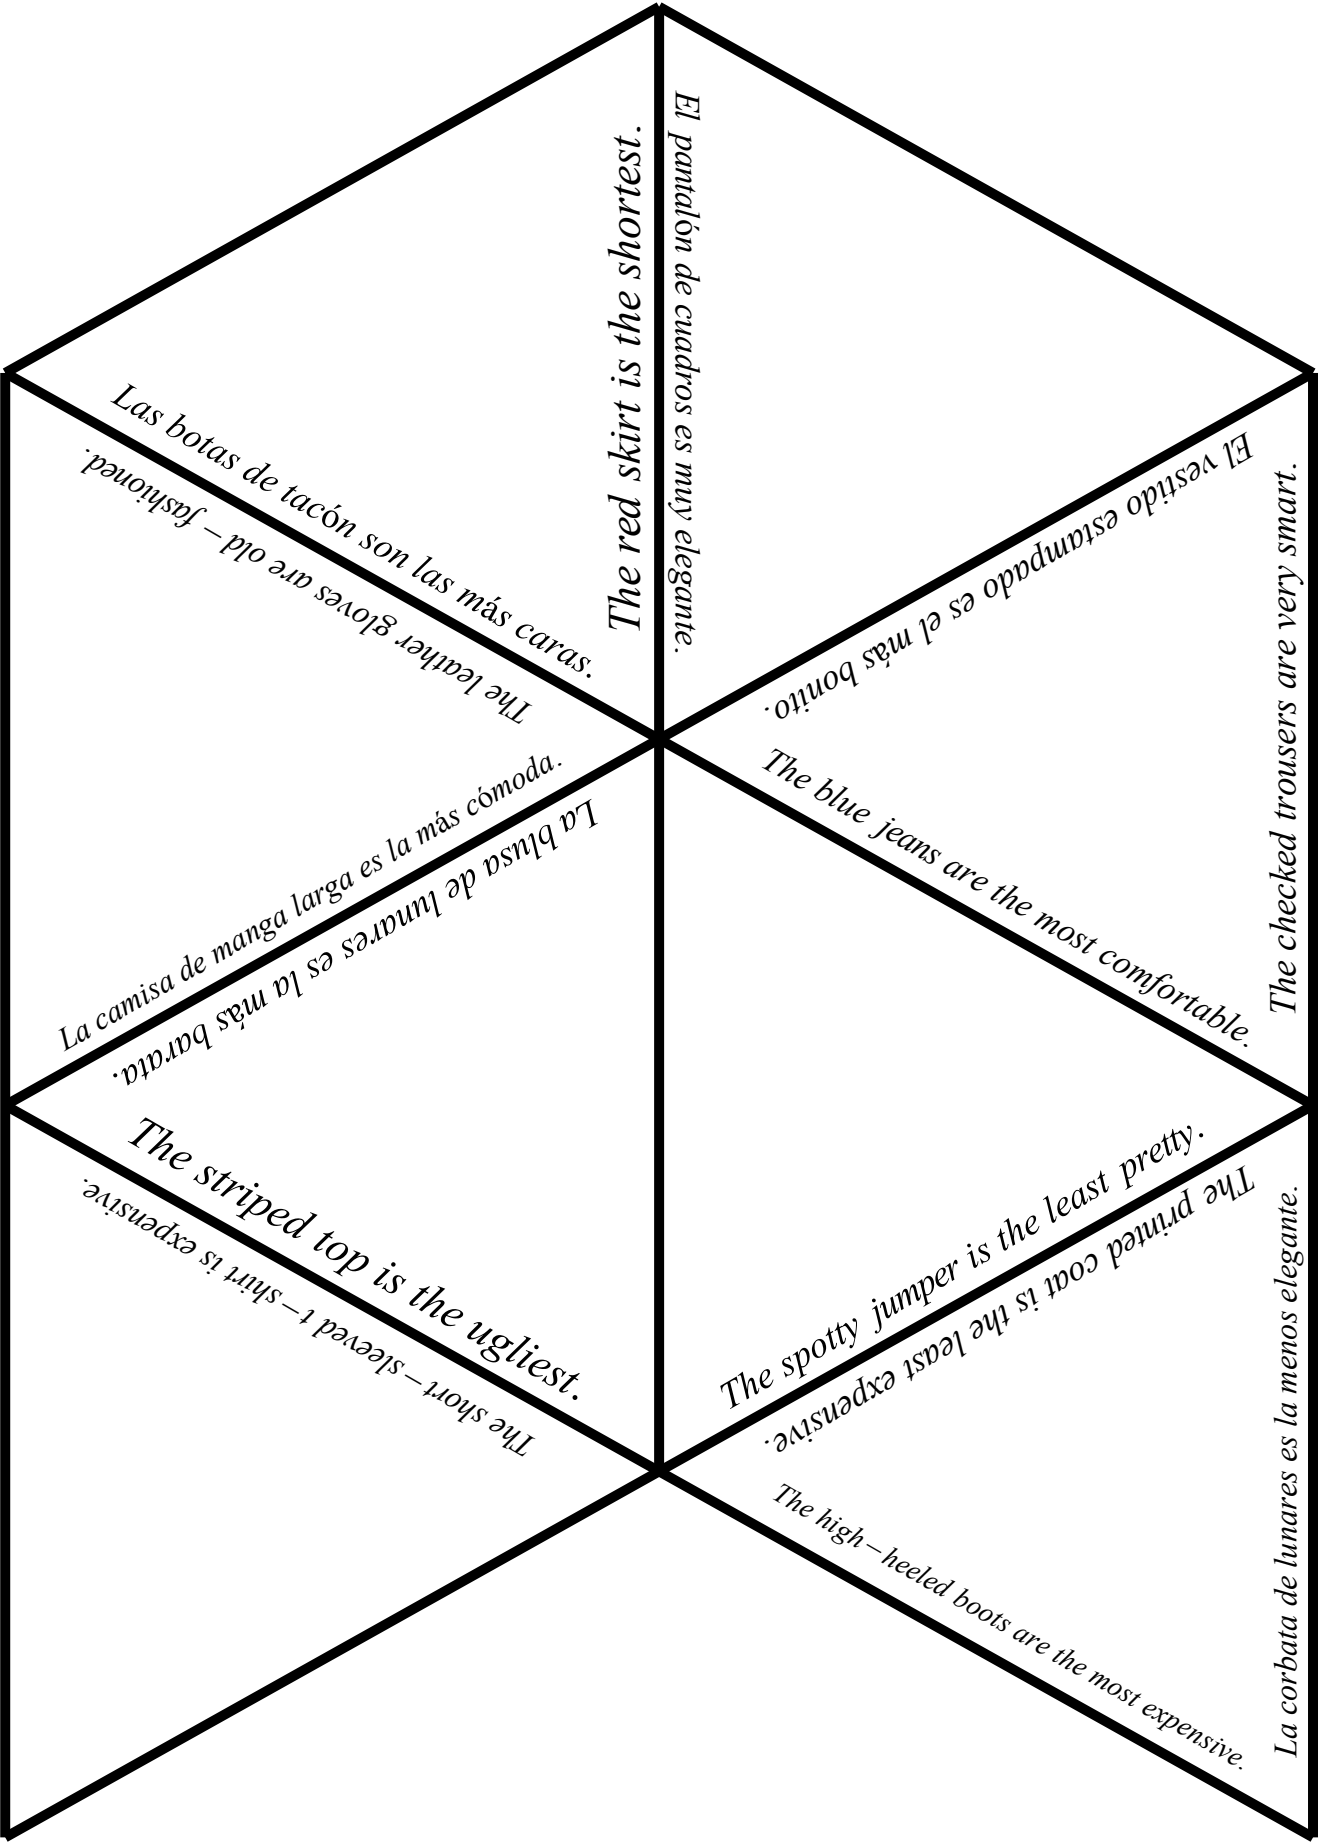 The red skirt is the shortest.
El pantalón de cuadros es muy elegante.
Las botas de tacón son las más caras.
The leather gloves are old – fashioned.
El vestido estampado es el más bonito.
The checked trousers are very smart.
The blue jeans are the most comfortable.
La camisa de manga larga es la más cómoda.
La blusa de lunares es la más barata.
The striped top is the ugliest.
The short – sleeved t – shirt is expensive.
The spotty jumper is the least pretty.
The printed coat is the least expensive.
La corbata de lunares es la menos elegante.
The high – heeled boots are the most expensive.